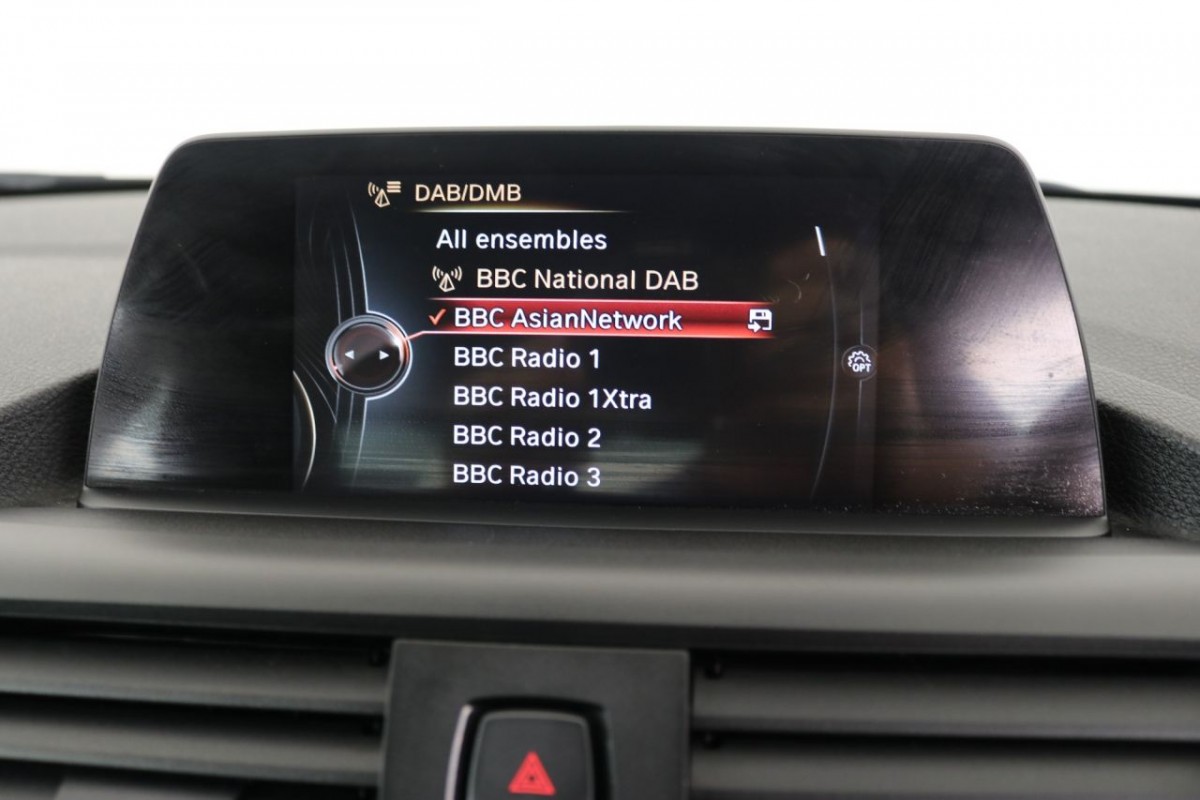 DAB/DMB
All ensembles
BBC National DAB
BBC AsianNetwork
OPT
BBC Radio 1
BBC Radio 1Xtra
BBC Radio 2
BBC Radio 3